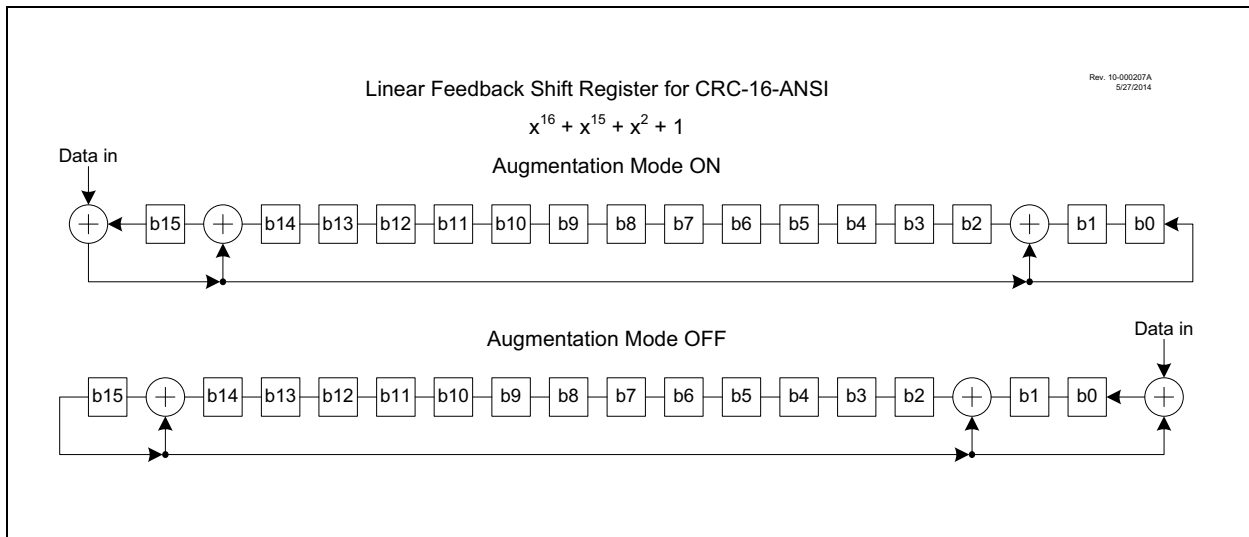 Rev. 10-000207A
5/27/2014
Linear Feedback Shift Register for CRC-16-ANSI
x¹⁶ + x¹⁵ + x² + 1
Data in
Augmentation Mode ON
+ b15 + b14 b13 b12 b11 b10 b9 b8 b7 b6 b5 b4 b3 b2 + b1 b0
Augmentation Mode OFF
Data in
b15 + b14 b13 b12 b11 b10 b9 b8 b7 b6 b5 b4 b3 b2 + b1 b0 +